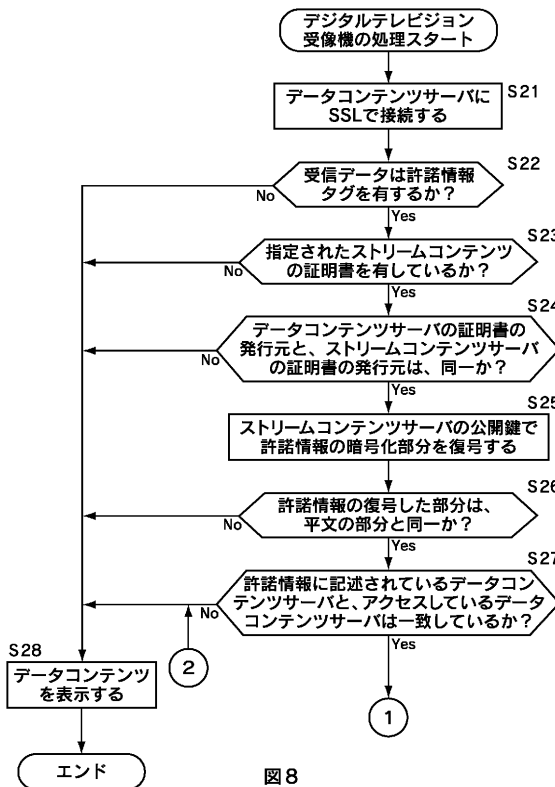 デジタルテレビジョン
受像機の処理スタート
S21
データコンテンツサーバに
SSLで接続する
S22
受信データは許諾情報
タグを有するか？
No
Yes
S23
指定されたストリームコンテンツ
の証明書を有しているか？
No
Yes
S24
データコンテンツサーバの証明書の
発行元と、ストリームコンテンツサーバ
の証明書の発行元は、同一か？
No
Yes
S25
ストリームコンテンツサーバの公開鍵で
許諾情報の暗号化部分を復号する
S26
許諾情報の復号した部分は、
平文の部分と同一か？
No
Yes
S27
許諾情報に記述されているデータコン
テンツサーバと、アクセスしているデータ
コンテンツサーバは一致しているか？
No
Yes
S28
データコンテンツ
を表示する
2
1
エンド
図8